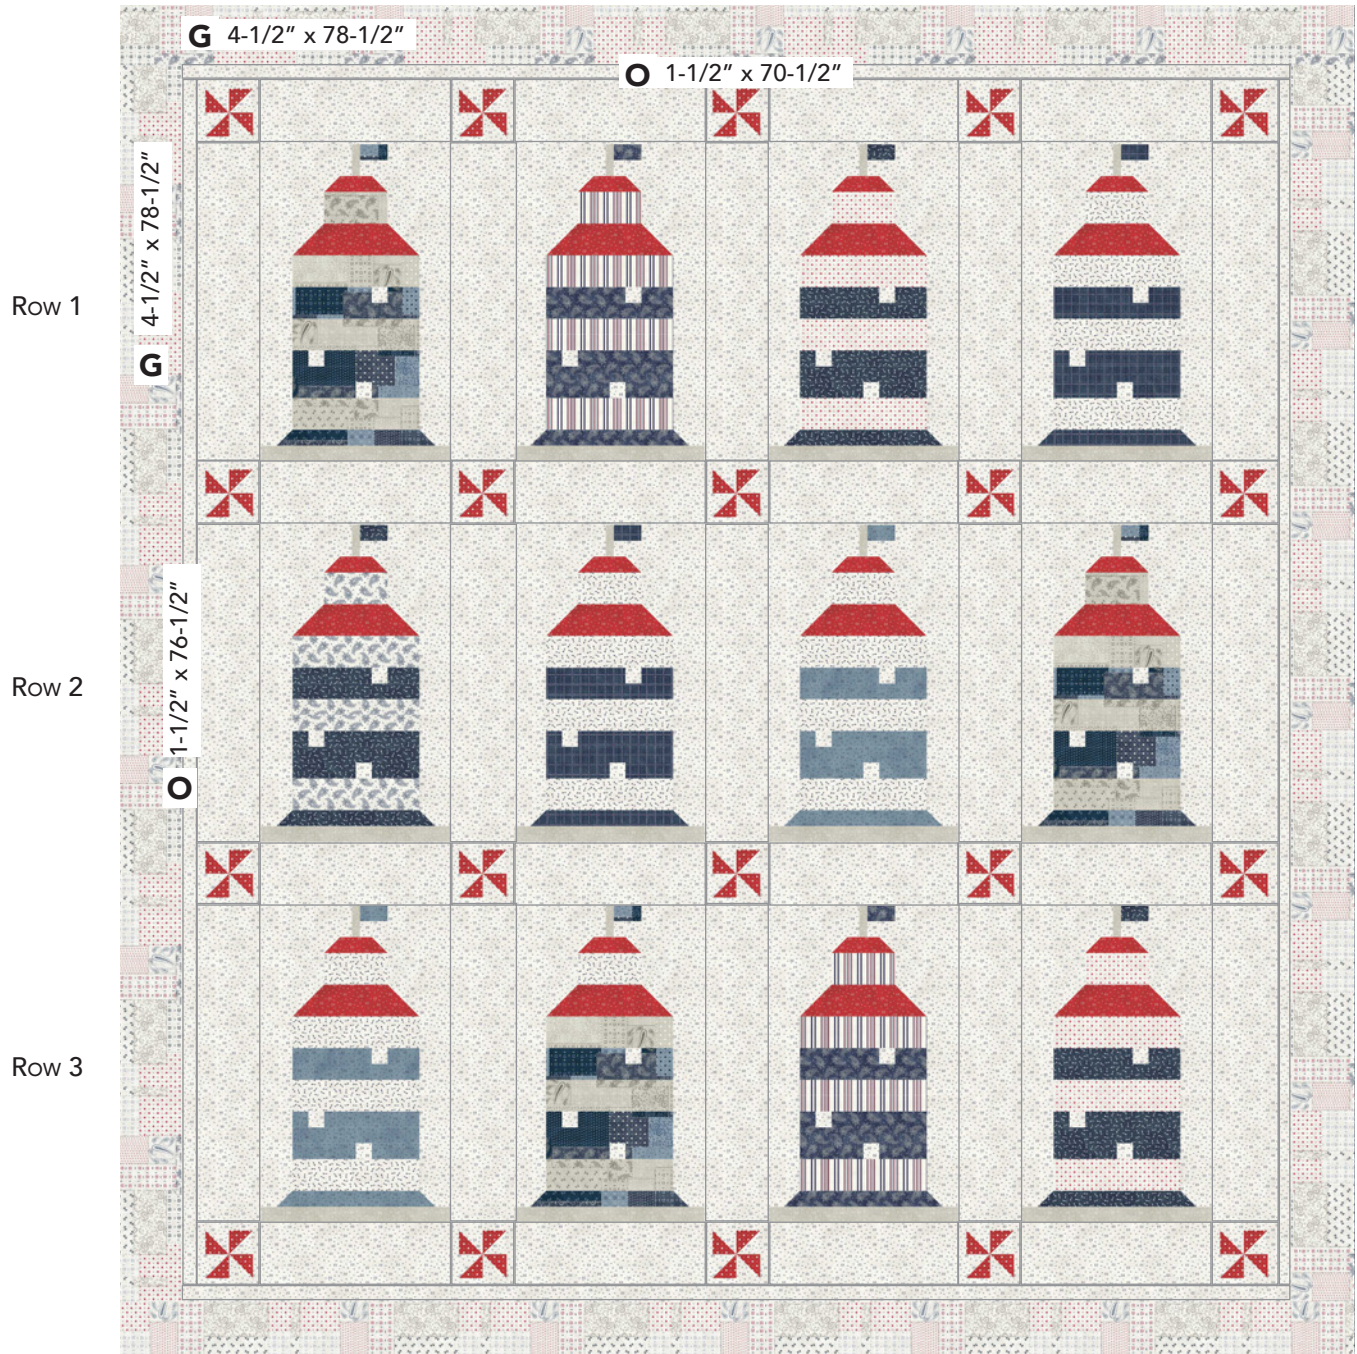 G 4-1/2” x 78-1/2”
O 1-1/2” x 70-1/2”
4-1/2” x 78-1/2”
G
Row 1
1-1/2” x 76-1/2”
O
Row 2
Row 3